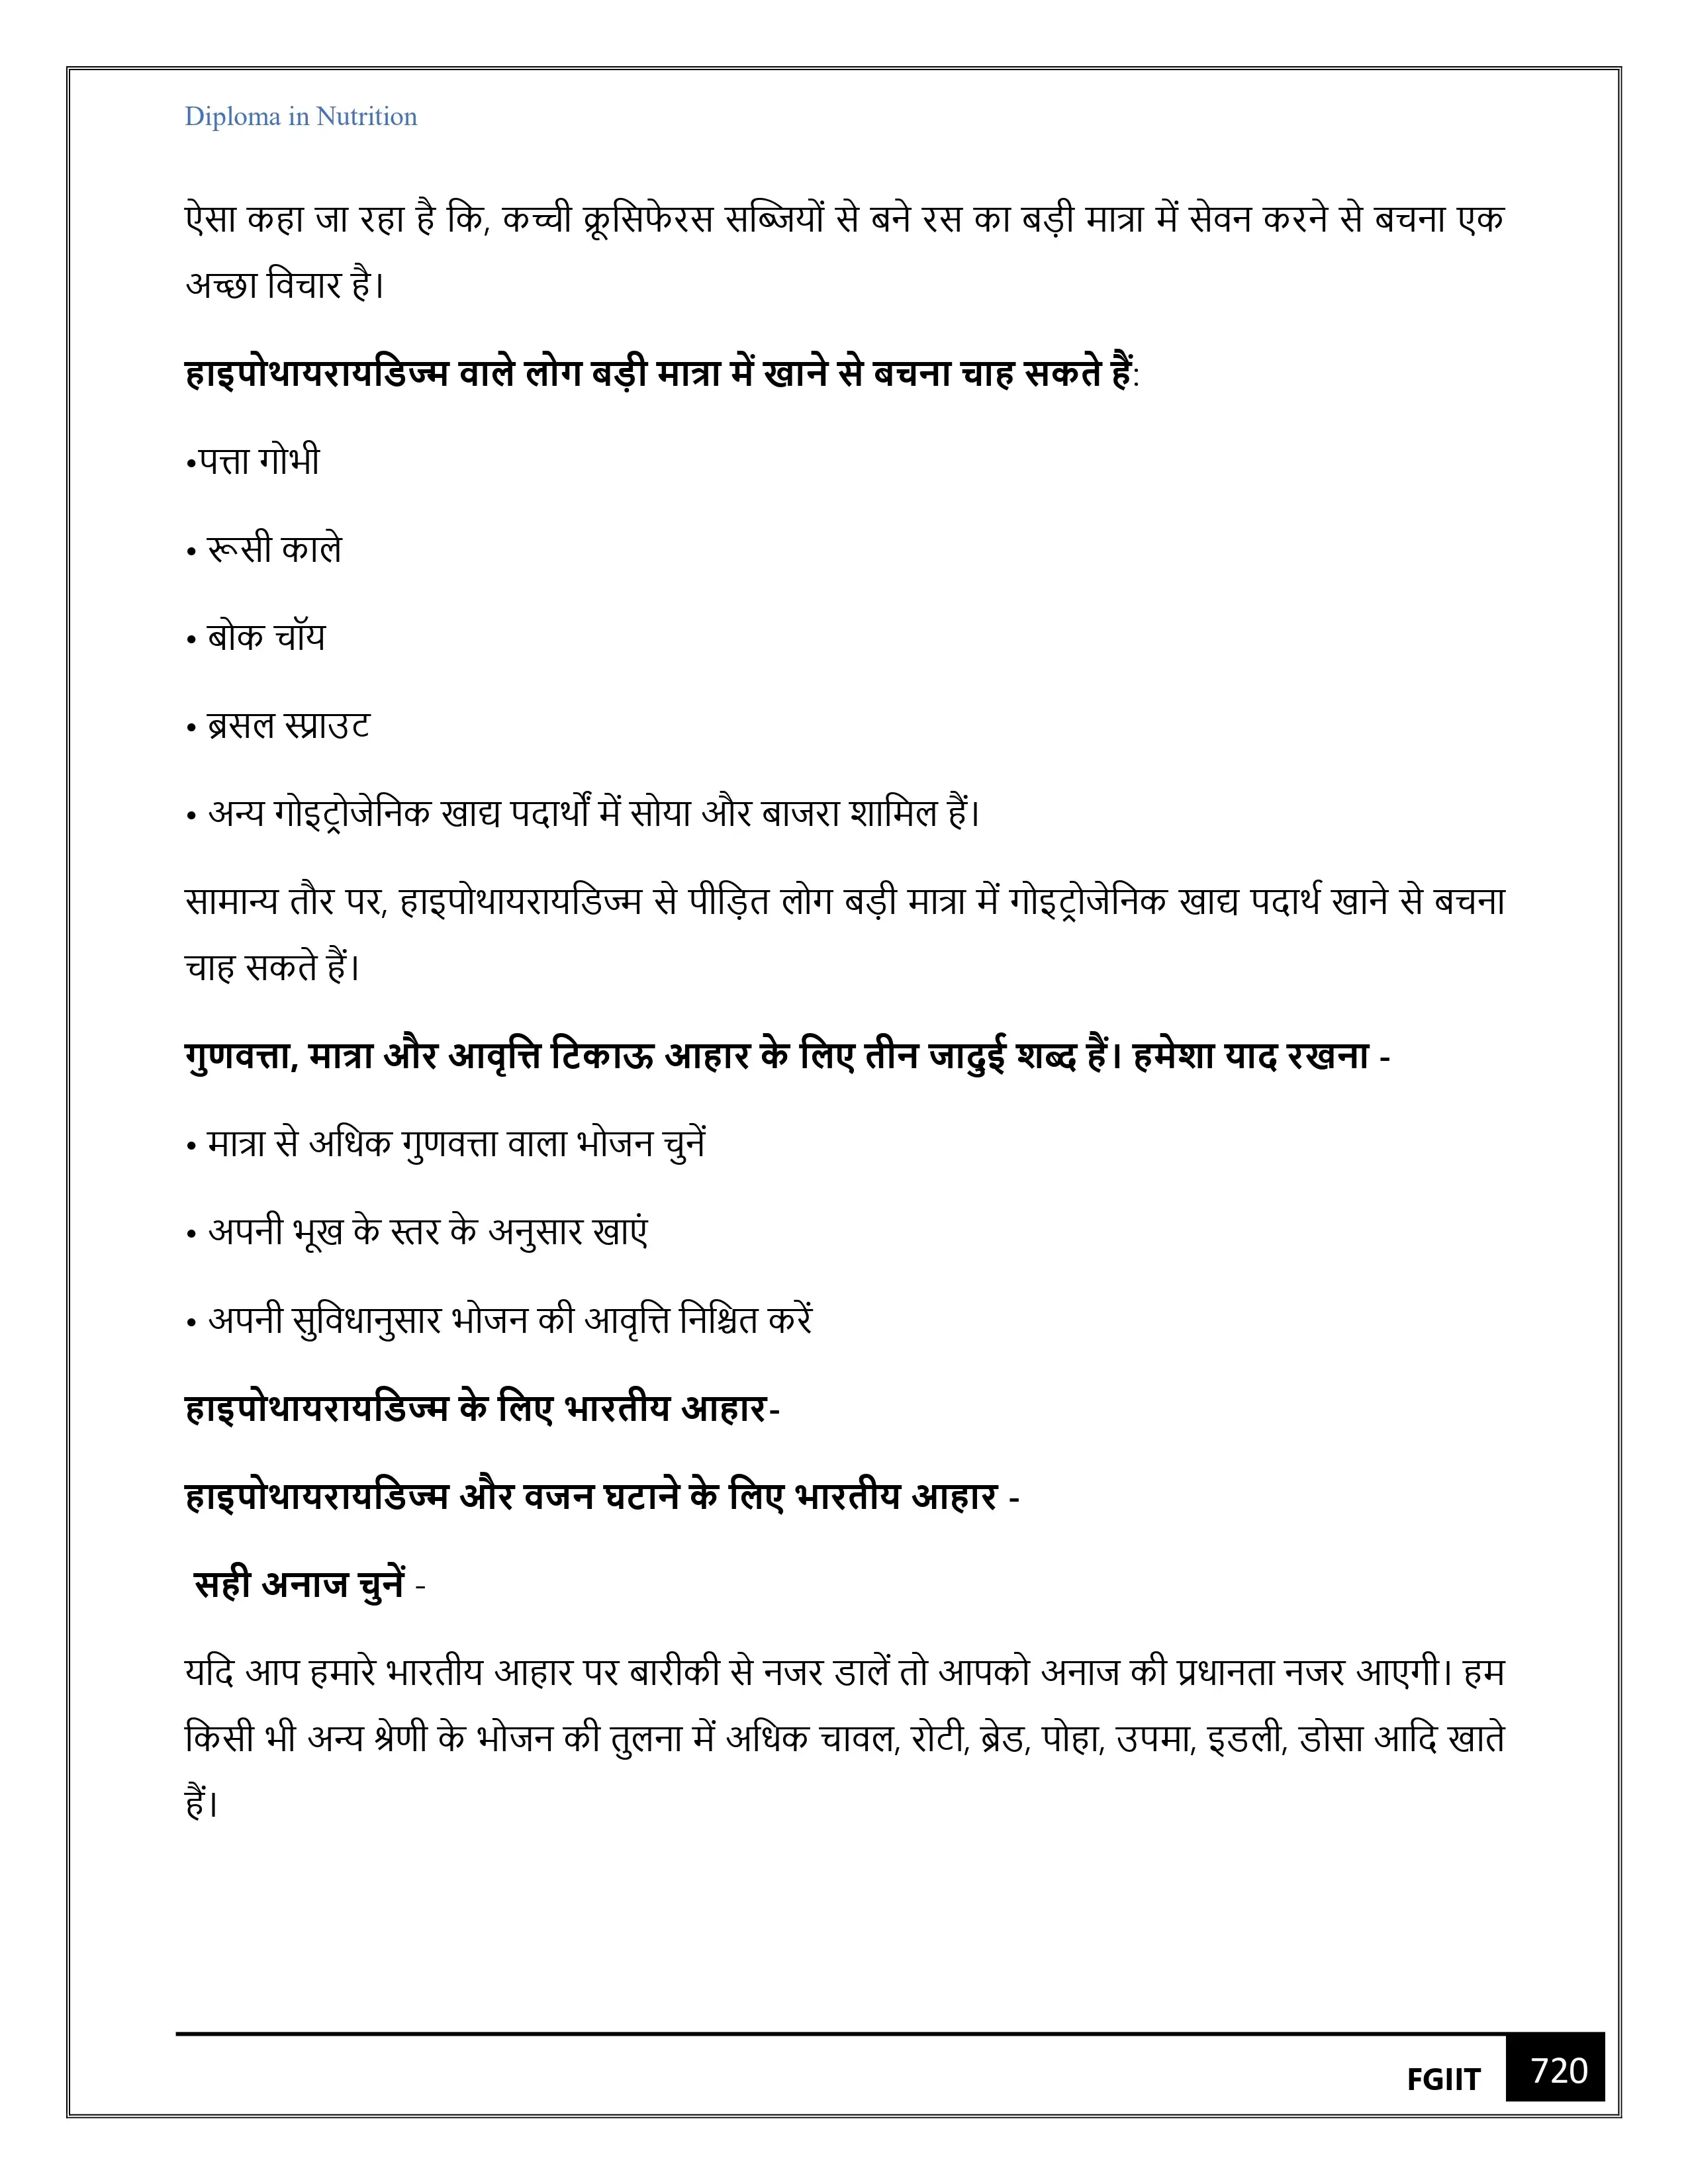 Diploma in Nutrition
ऐसा कहा जा रहा है कि, कच्ची क्रूसिफेरस सब्जियों से बने रस का बड़ी मात्रा में सेवन करने से बचना एक
अच्छा विचार है।
हाइपोथायरायडिज्म वाले लोग बड़ी मात्रा में खाने से बचना चाह सकते हैं:
•पत्ता गोभी
• रूसी काले
• बोक चॉय
• ब्रसल स्प्राउट
• अन्य गोइट्रोजेनिक खाद्य पदार्थों में सोया और बाजरा शामिल हैं।
सामान्य तौर पर, हाइपोथायरायडिज्म से पीड़ित लोग बड़ी मात्रा में गोइट्रोजेनिक खाद्य पदार्थ खाने से बचना
चाह सकते हैं।
गुणवत्ता, मात्रा और आवृत्ति टिकाऊ आहार के लिए तीन जादुई शब्द हैं। हमेशा याद रखना -
• मात्रा से अधिक गुणवत्ता वाला भोजन चुनें
• अपनी भूख के स्तर के अनुसार खाएं
• अपनी सुविधानुसार भोजन की आवृत्ति निश्चित करें
हाइपोथायरायडिज्म के लिए भारतीय आहार-
हाइपोथायरायडिज्म और वजन घटाने के लिए भारतीय आहार -
सही अनाज चुनें -
यदि आप हमारे भारतीय आहार पर बारीकी से नजर डालें तो आपको अनाज की प्रधानता नजर आएगी। हम
किसी भी अन्य श्रेणी के भोजन की तुलना में अधिक चावल, रोटी, ब्रेड, पोहा, उपमा, इडली, डोसा आदि खाते
हैं।
FGIIT 720